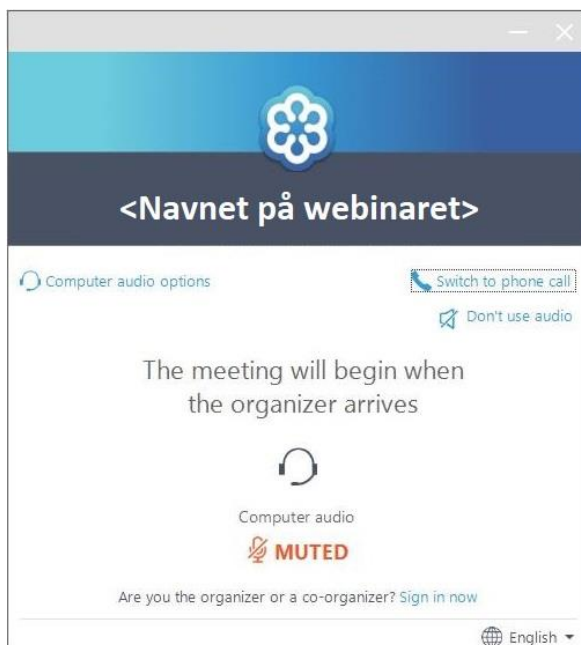 <Navnet på webinaret>
Computer audio options
Switch to phone call
Don't use audio
The meeting will begin when
the organizer arrives
Computer audio
MUTED
Are you the organizer or a co-organizer? Sign in now
English